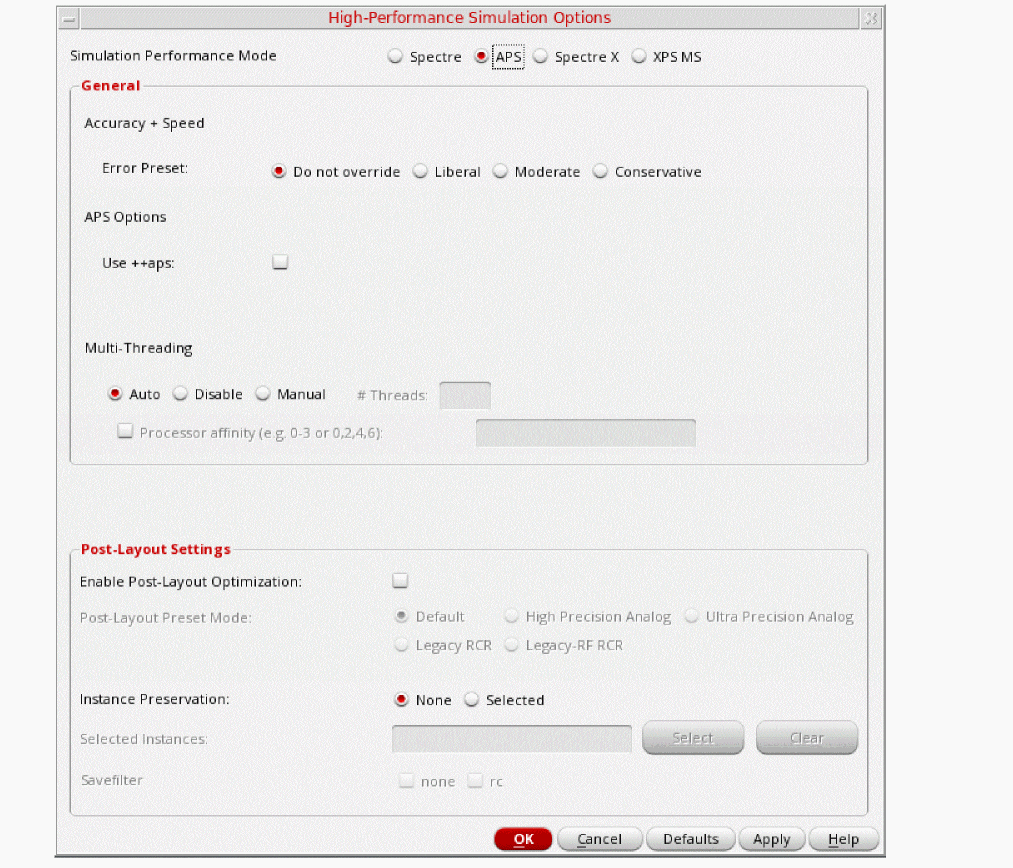 High-Performance Simulation Options
Simulation Performance Mode Spectre APS Spectre X XPS MS
General
Accuracy + Speed
Error Preset: Do not override Liberal Moderate Conservative
APS Options
Use ++aps:
Multi-Threading
Auto Disable Manual # Threads:
Processor affinity (e.g. 0-3 or 0,2,4,6):
Post-Layout Settings
Enable Post-Layout Optimization:
Post-Layout Preset Mode: Default High Precision Analog Ultra Precision Analog
Legacy RCR Legacy-RF RCR
Instance Preservation: None Selected
Selected Instances: Select Clear
Savefilter none rc
OK Cancel Defaults Apply Help